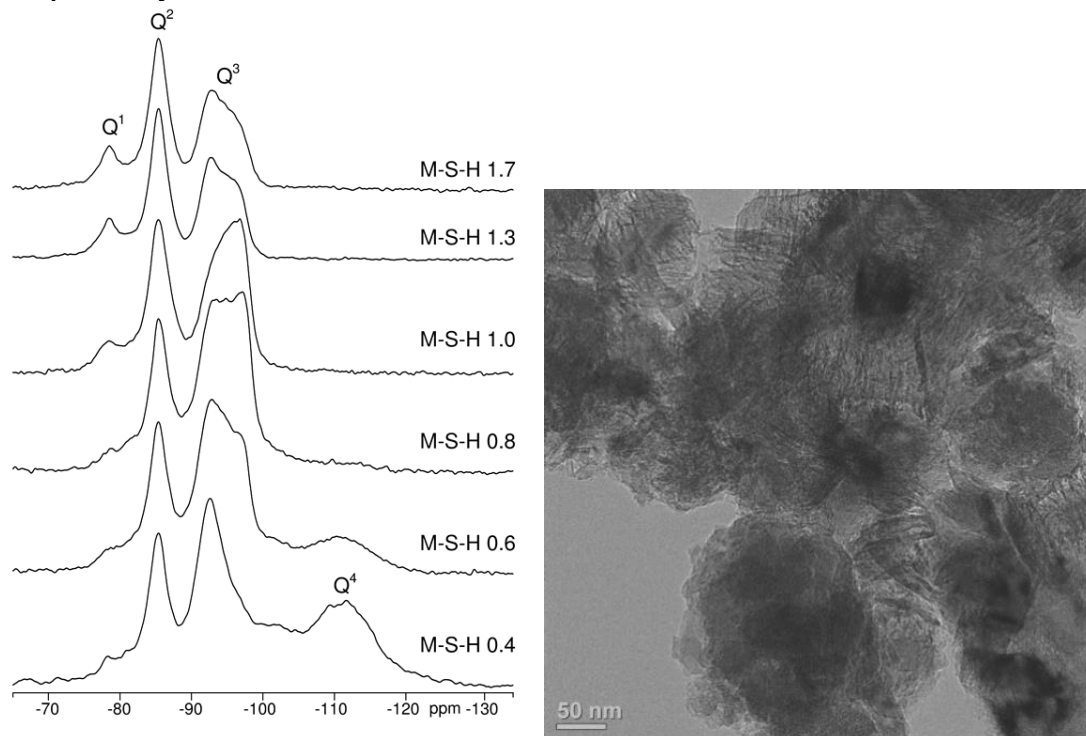 Q²
Q³
Q¹
M-S-H 1.7
M-S-H 1.3
M-S-H 1.0
M-S-H 0.8
M-S-H 0.6
Q⁴
M-S-H 0.4
-70 -80 -90 -100 -110 -120 ppm -130
50 nm